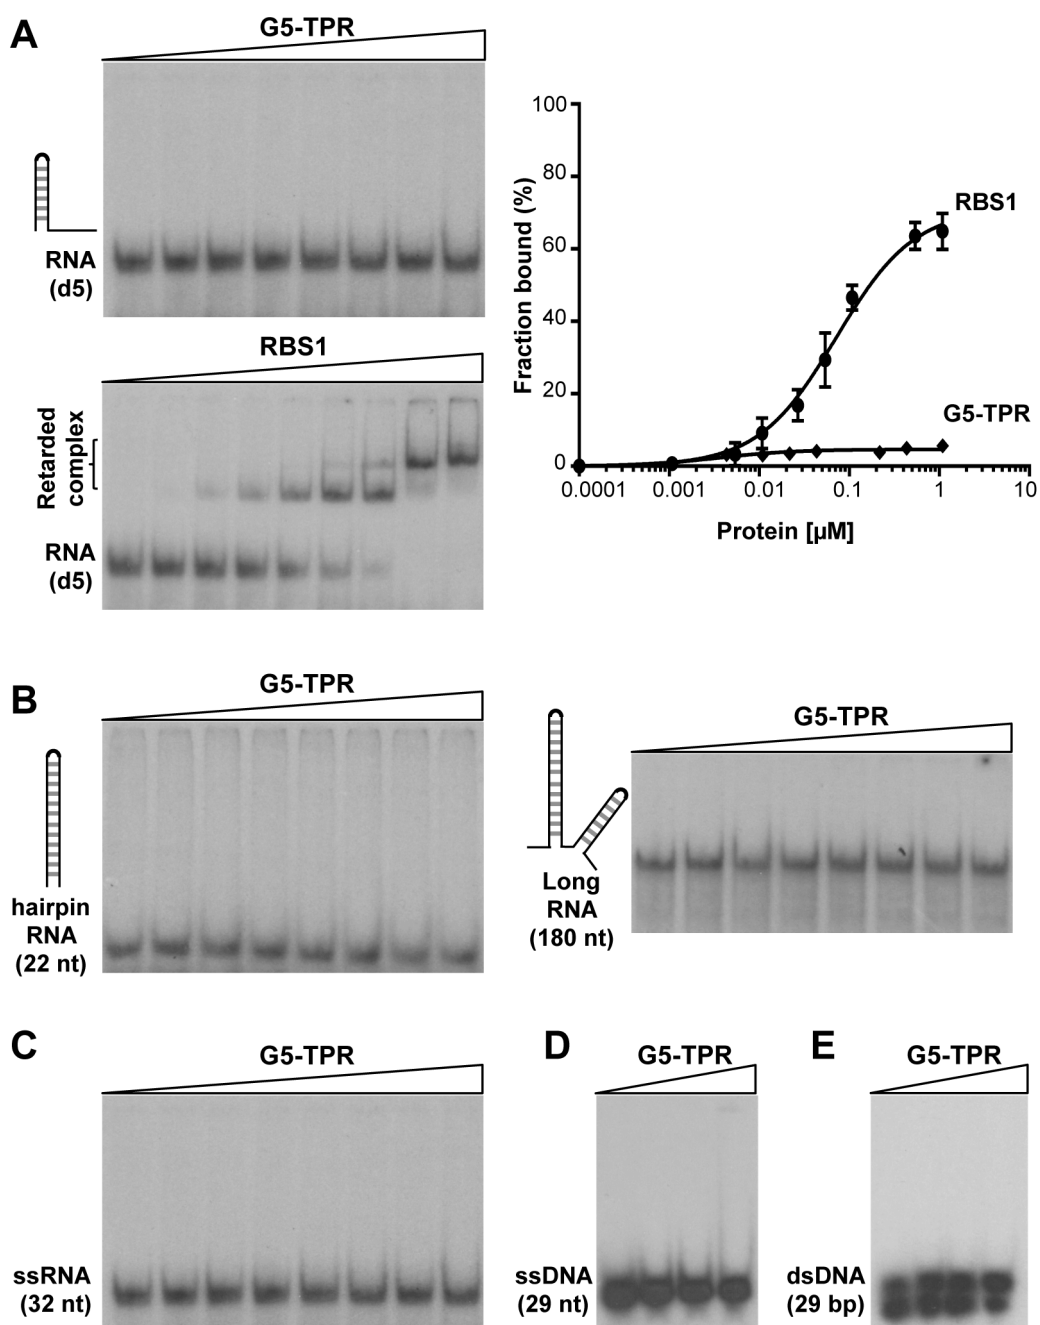 A
G5-TPR
RNA
(d5)
RBS1
Retarded
complex
RNA
(d5)
Fraction bound (%)
100
80
60
40
20
0
0.0001
0.001
0.01
0.1
1
10
Protein [µM]
RBS1
G5-TPR
B
G5-TPR
hairpin
RNA
(22 nt)
G5-TPR
Long
RNA
(180 nt)
C
G5-TPR
ssRNA
(32 nt)
D
G5-TPR
ssDNA
(29 nt)
E
G5-TPR
dsDNA
(29 bp)